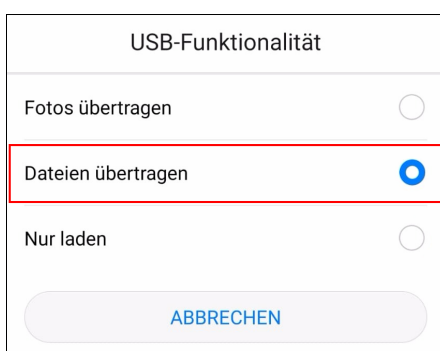 USB-Funktionalität
Fotos übertragen
Dateien übertragen
Nur laden
ABBRECHEN